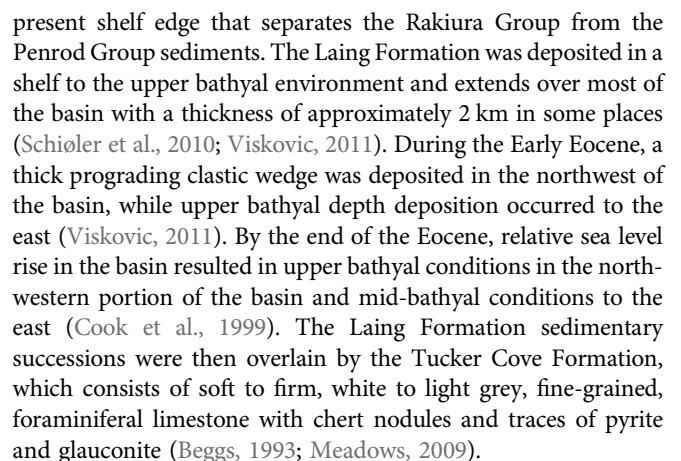 present shelf edge that separates the Rakiura Group from the
Penrod Group sediments. The Laing Formation was deposited in a
shelf to the upper bathyal environment and extends over most of
the basin with a thickness of approximately 2 km in some places
(Schiøler et al., 2010; Viskovic, 2011). During the Early Eocene, a
thick prograding clastic wedge was deposited in the northwest of
the basin, while upper bathyal depth deposition occurred to the
east (Viskovic, 2011). By the end of the Eocene, relative sea level
rise in the basin resulted in upper bathyal conditions in the north-
western portion of the basin and mid-bathyal conditions to the
east (Cook et al., 1999). The Laing Formation sedimentary
successions were then overlain by the Tucker Cove Formation,
which consists of soft to firm, white to light grey, fine-grained,
foraminiferal limestone with chert nodules and traces of pyrite
and glauconite (Beggs, 1993; Meadows, 2009).